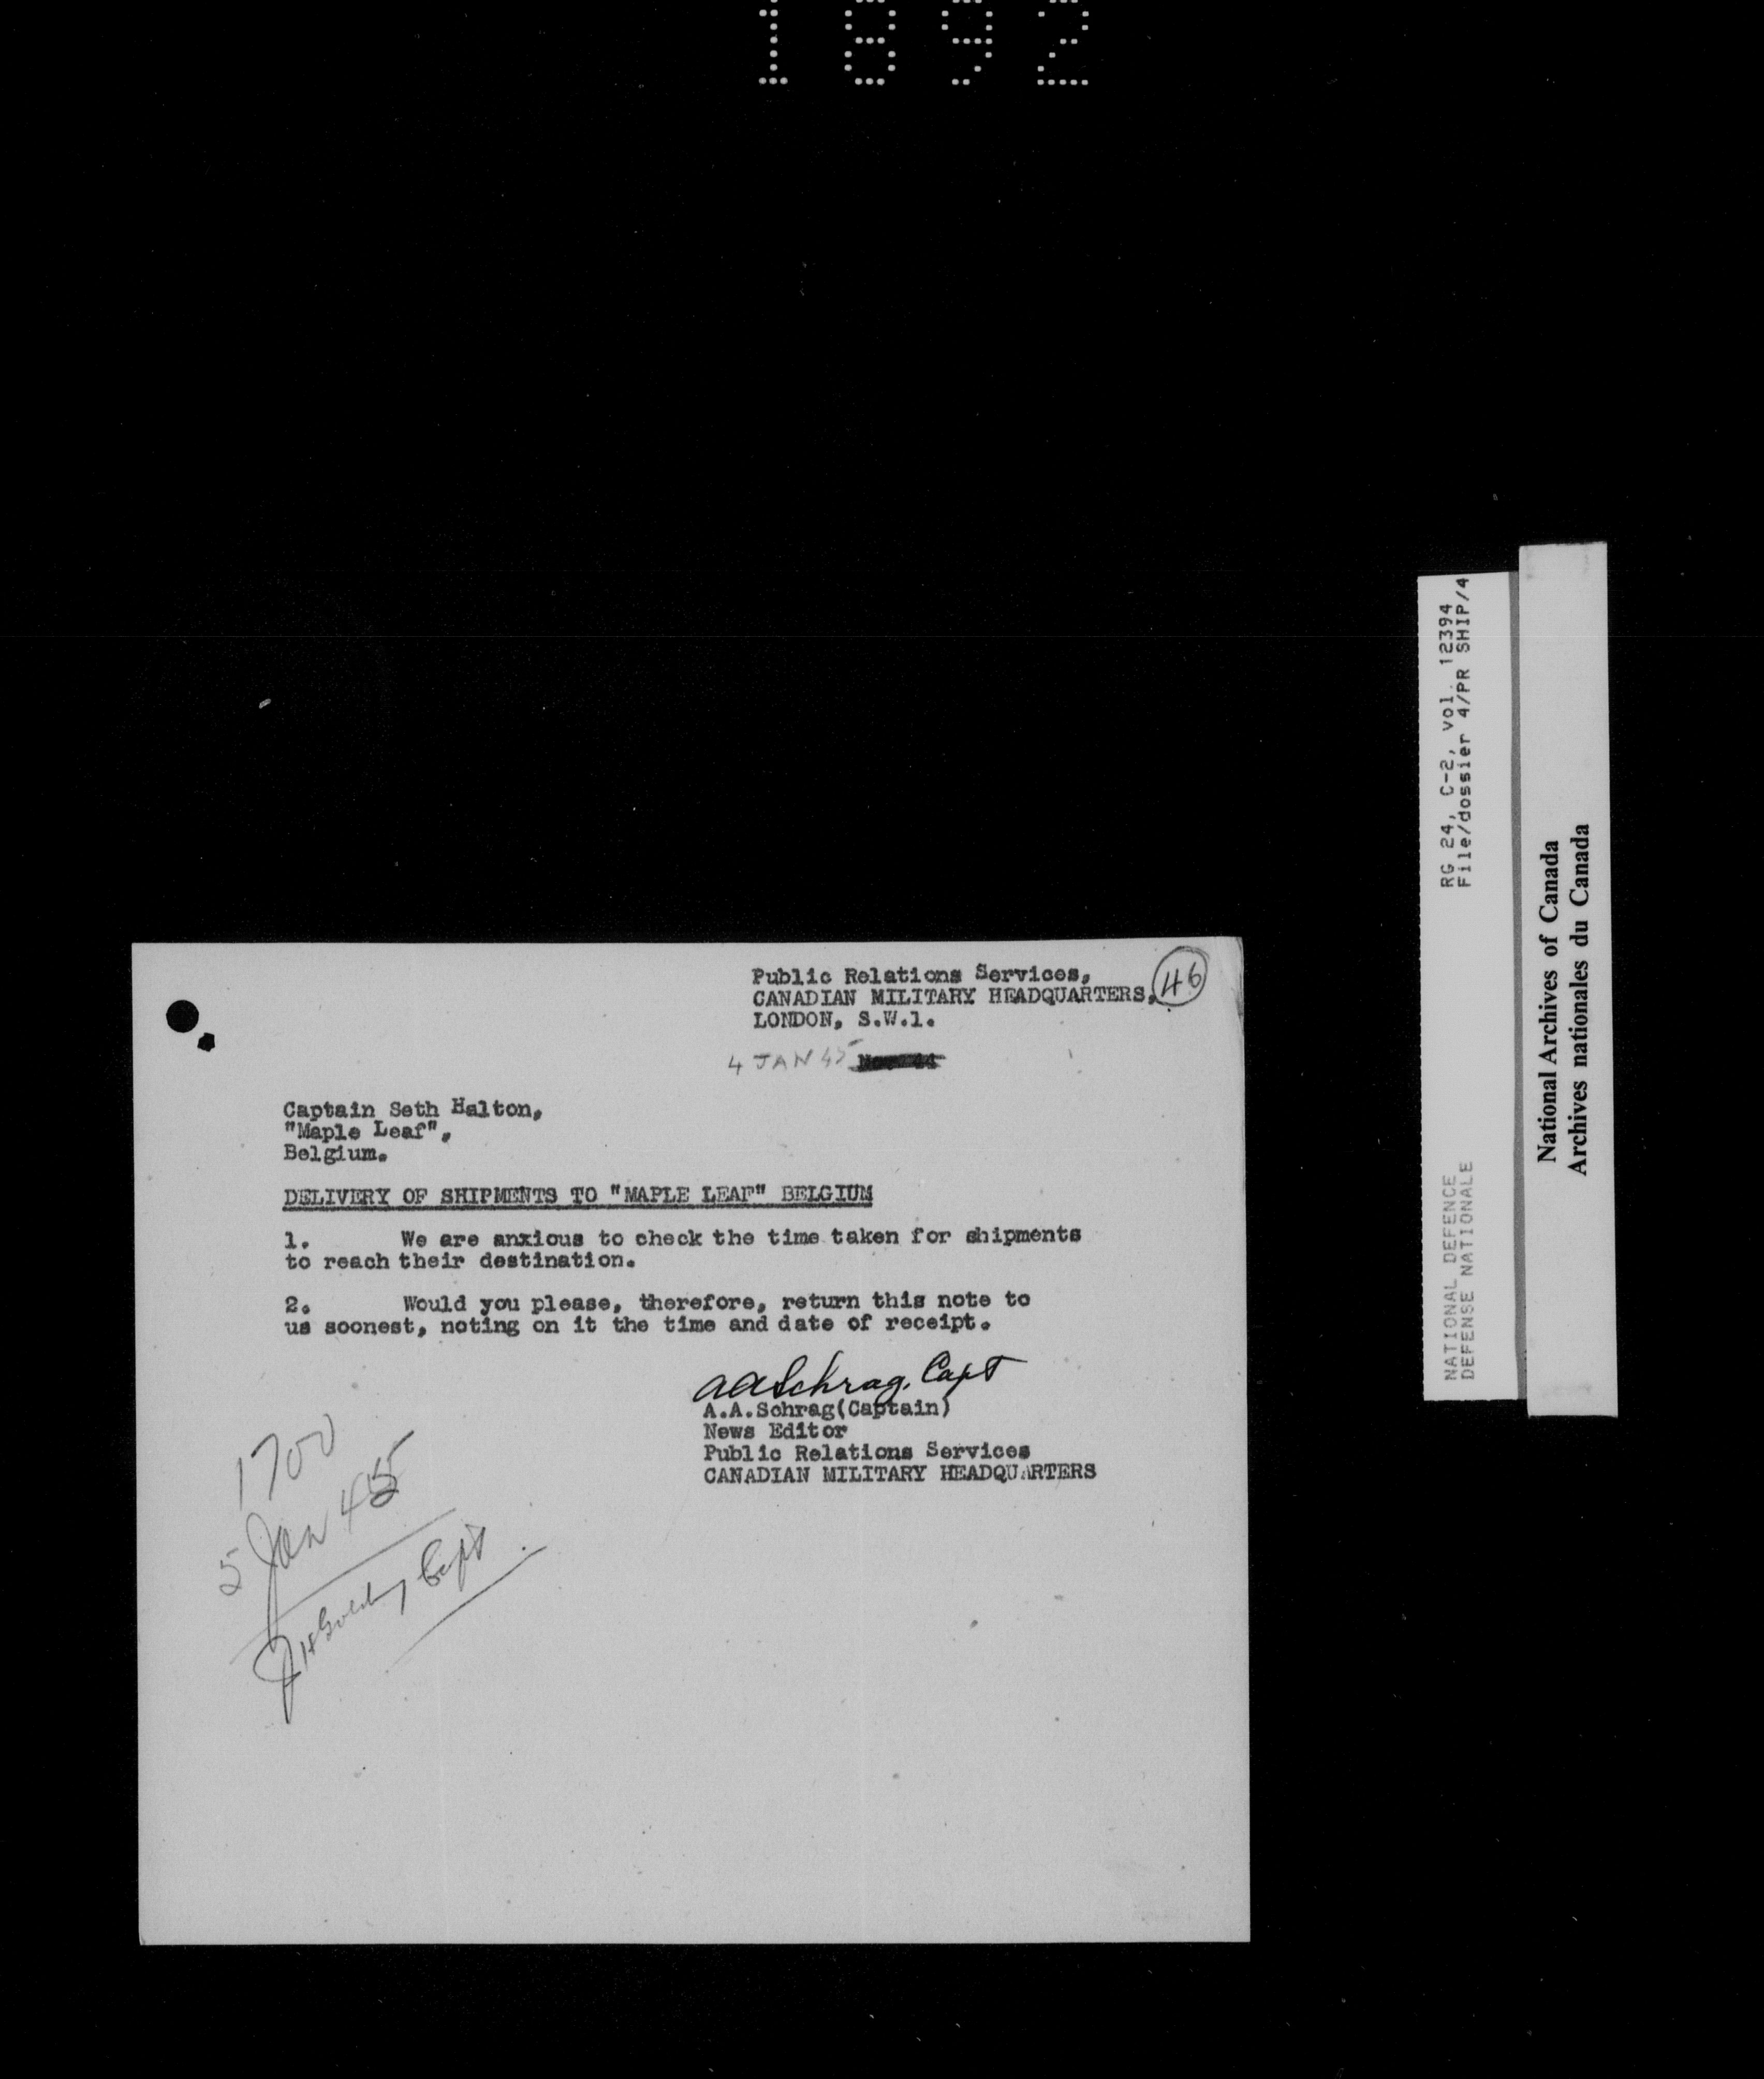 1892
Public Relations Services,
CANADIAN MILITARY HEADQUARTERS,
LONDON, S.W.1.
46
4 JAN 45
Captain Seth Halton,
"Maple Leaf",
Belgium.
DELIVERY OF SHIPMENTS TO "MAPLE LEAF" BELGIUM
1. We are anxious to check the time taken for shipments
to reach their destination.
2. Would you please, therefore, return this note to
us soonest, noting on it the time and date of receipt.
AASchrag, Capt
A.A.Schrag(Captain)
News Editor
Public Relations Services
CANADIAN MILITARY HEADQUARTERS
1700
5 Jan 45
Capt
RG 24, C-2, vol. 12394
File/dossier 4/PR SHIP/4
NATIONAL DEFENCE
DEFENSE NATIONALE
National Archives of Canada
Archives nationales du Canada